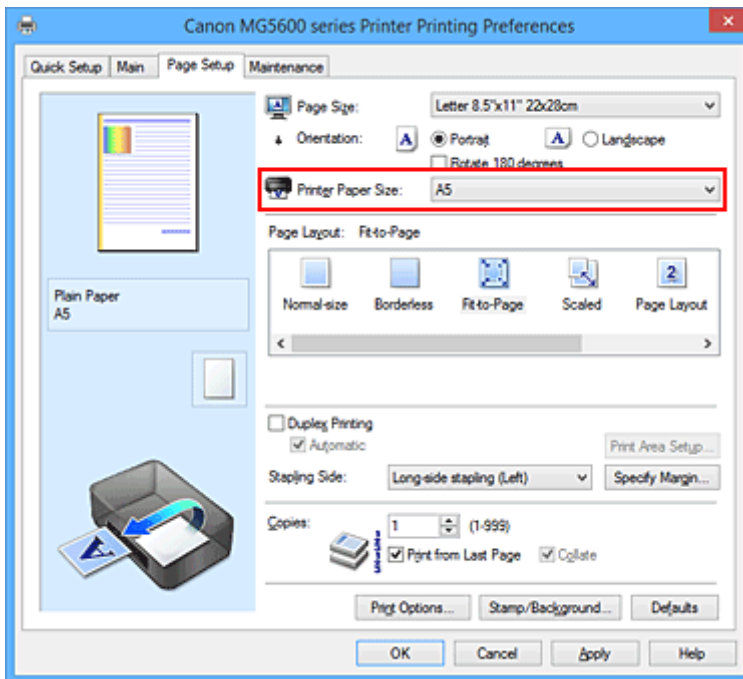 Canon MG5600 series Printer Printing Preferences
Quick Setup Main Page Setup Maintenance
Page Size: Letter 8.5"x11" 22x28cm
Orientation: A Portrait A Landscape
Rotate 180 degrees
Printer Paper Size: A5
Page Layout: Fit-to-Page
2
Normal-size Borderless Fit-to-Page Scaled Page Layout
Plain Paper
A5
Duplex Printing
Automatic Print Area Setup...
Stapling Side: Long-side stapling (Left) Specify Margin...
Copies: 1 (1-999)
Print from Last Page Collate
A
Print Options... Stamp/Background... Defaults
OK Cancel Apply Help